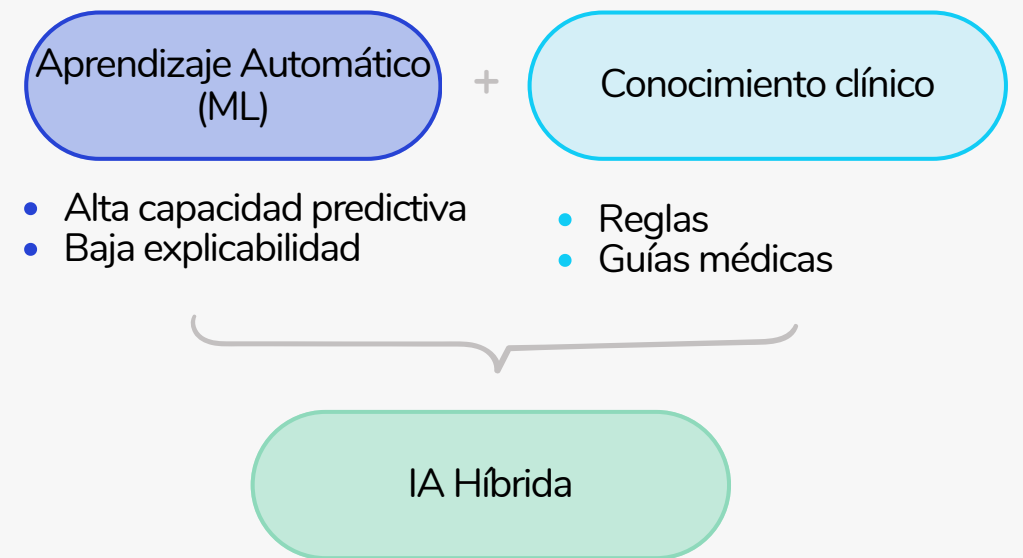 Aprendizaje Automático
(ML)
+
Conocimiento clínico
Alta capacidad predictiva
Baja explicabilidad
Reglas
Guías médicas
IA Híbrida